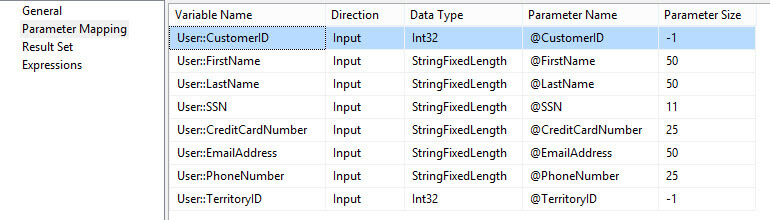 General
Parameter Mapping
Result Set
Expressions
Variable Name Direction Data Type Parameter Name Parameter Size
User::CustomerID Input Int32 @CustomerID -1
User::FirstName Input StringFixedLength @FirstName 50
User::LastName Input StringFixedLength @LastName 50
User::SSN Input StringFixedLength @SSN 11
User::CreditCardNumber Input StringFixedLength @CreditCardNumber 25
User::EmailAddress Input StringFixedLength @EmailAddress 50
User::PhoneNumber Input StringFixedLength @PhoneNumber 25
User::TerritoryID Input Int32 @TerritoryID -1